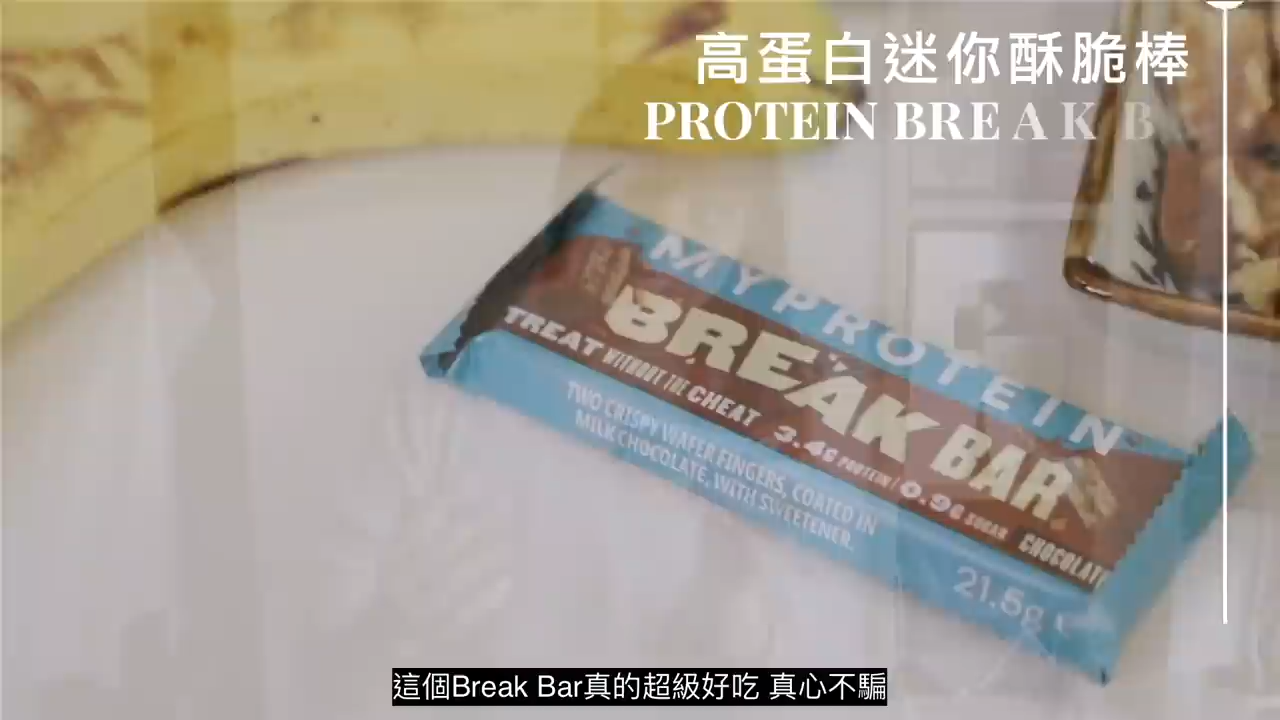 高蛋白迷你酥脆棒
PROTEIN BREAK B
MYPROTEIN
BREAK BAR
TREAT WITHOUT THE CHEAT 3.4G PROTEIN / 0.9G SUGAR CHOCOLATE
TWO CRISPY WAFER FINGERS, COATED IN
MILK CHOCOLATE, WITH SWEETENER.
21.5g e
這個Break Bar真的超級好吃 真心不騙